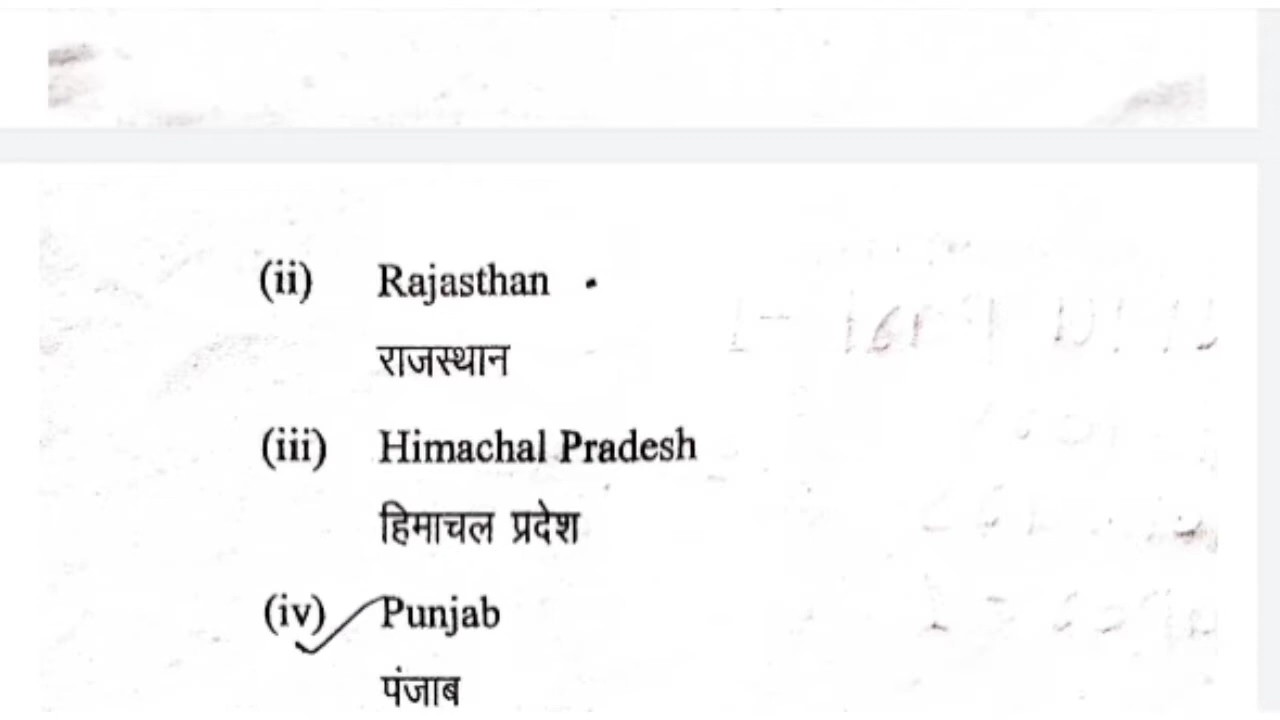 (ii) Rajasthan
राजस्थान
(iii) Himachal Pradesh
हिमाचल प्रदेश
(iv) Punjab
पंजाब